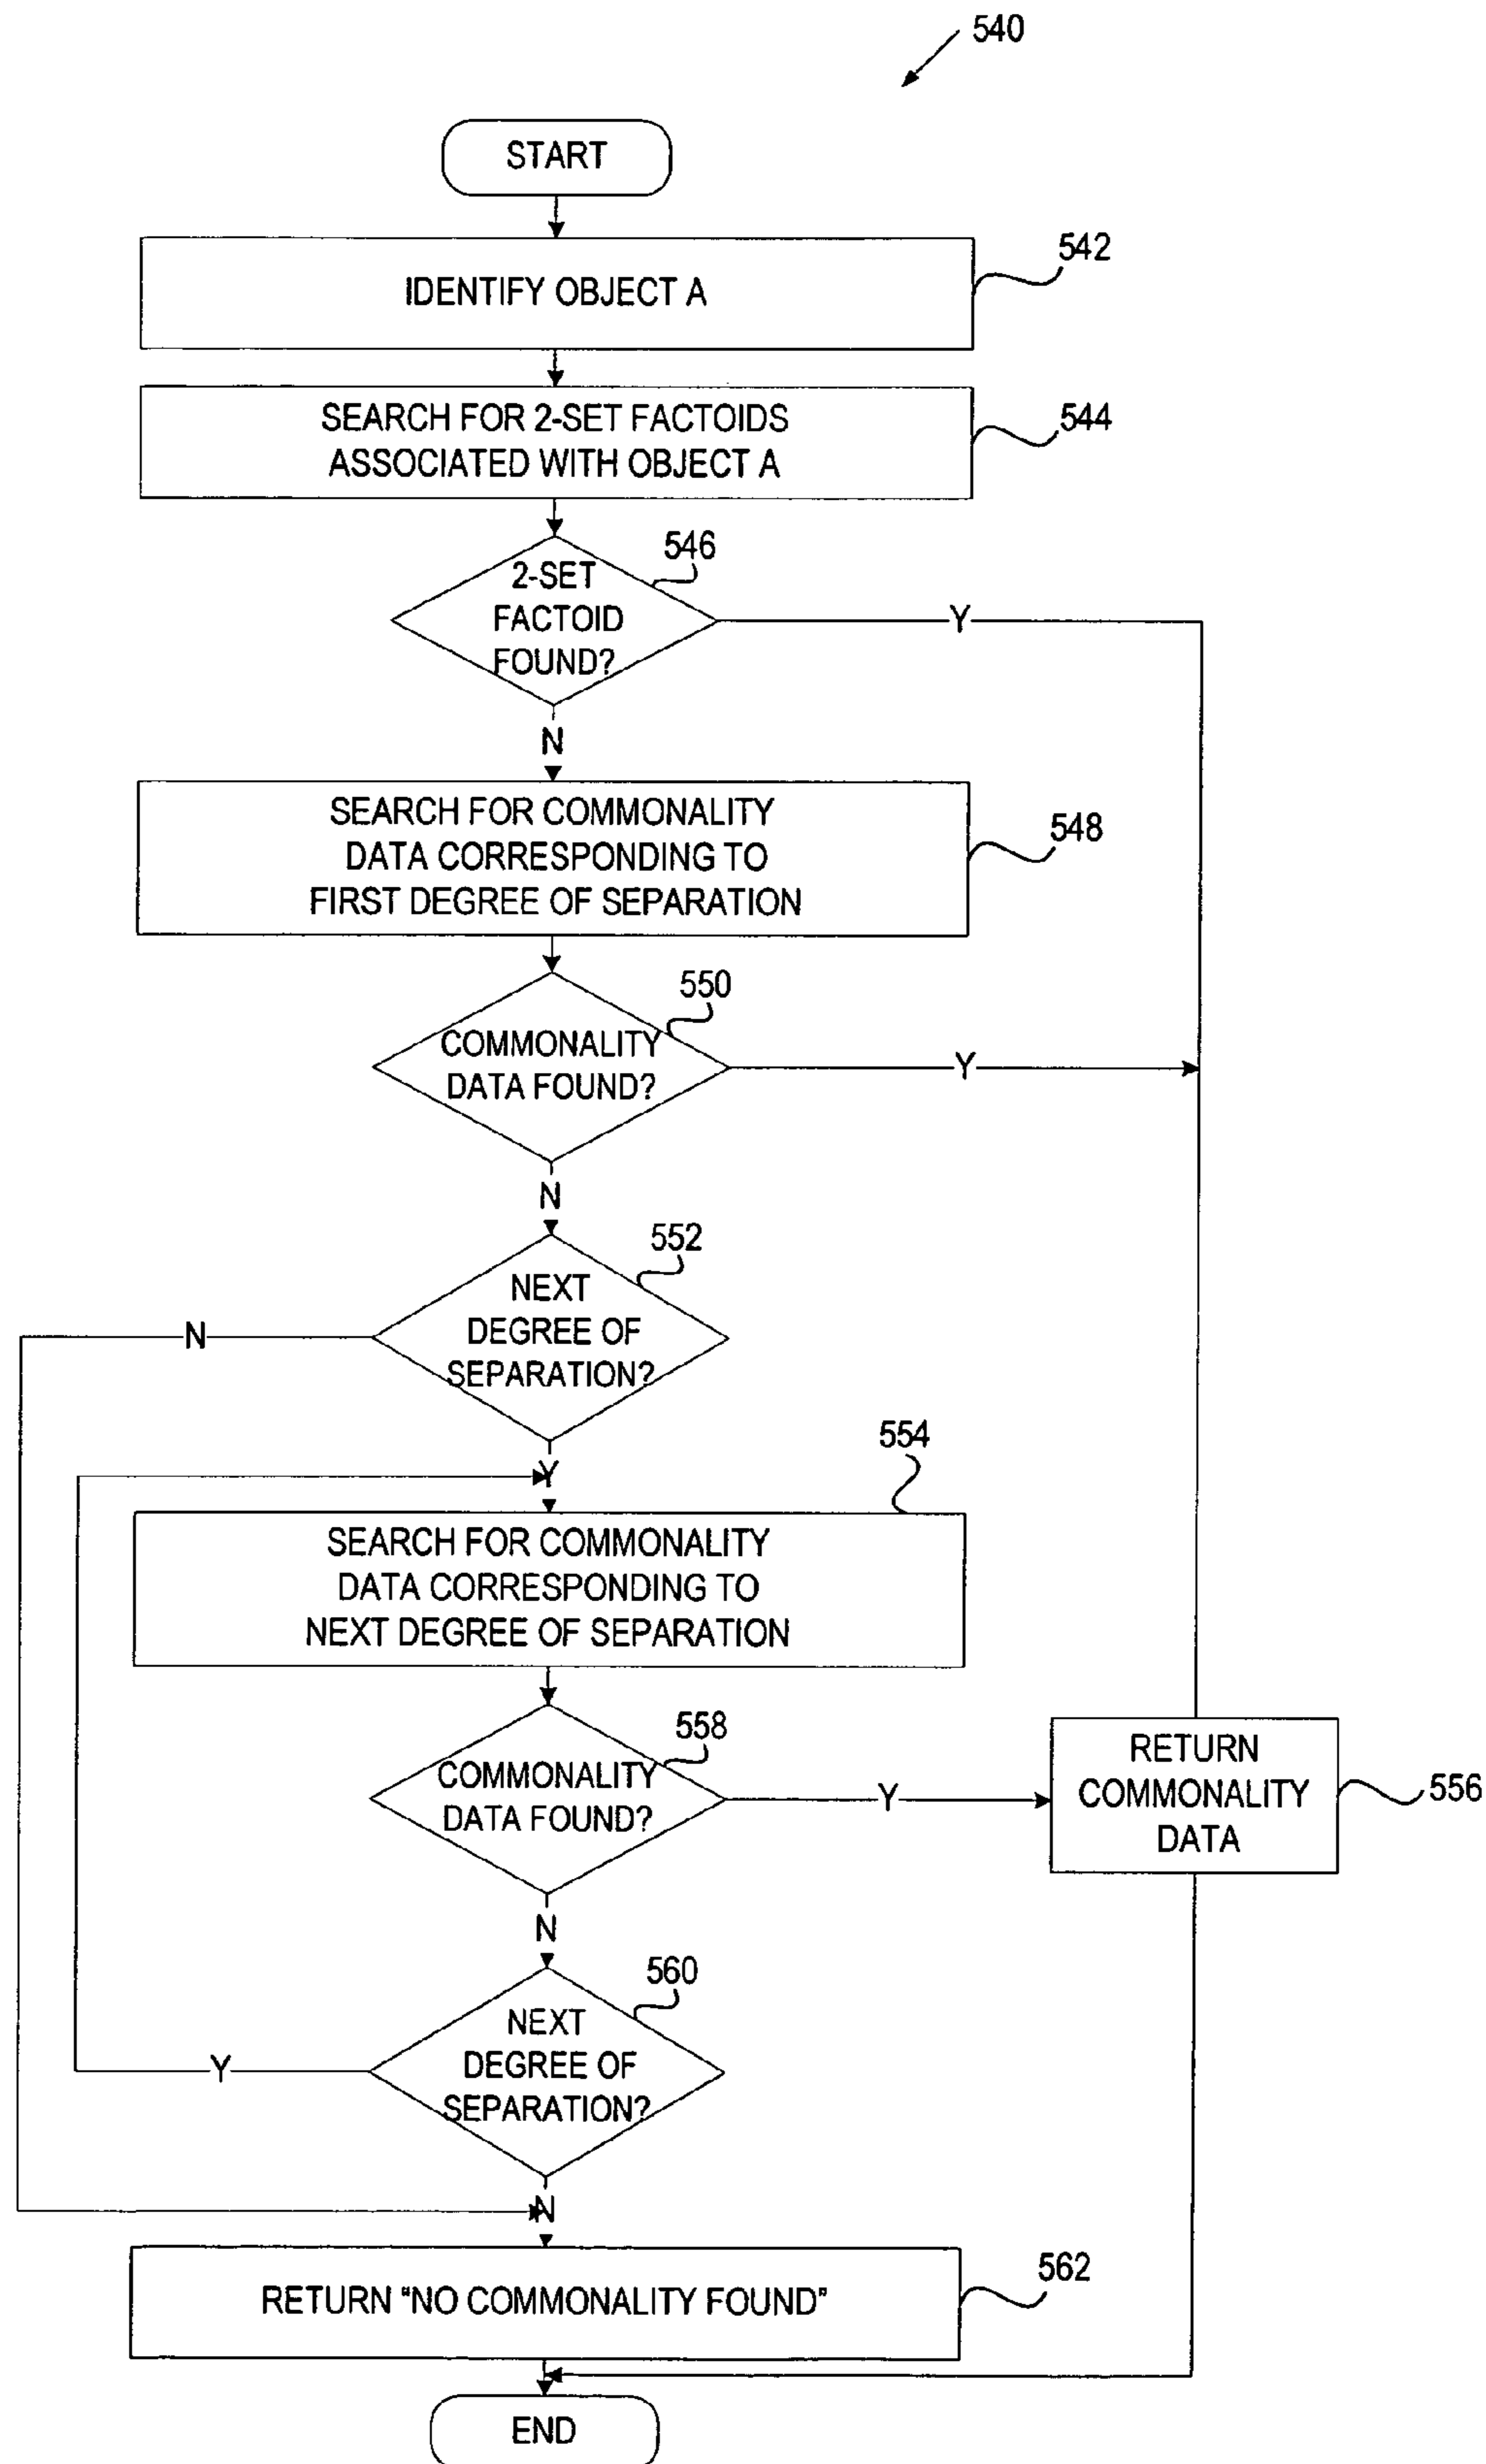 540
START
IDENTIFY OBJECT A
542
SEARCH FOR 2-SET FACTOIDS
ASSOCIATED WITH OBJECT A
544
546
2-SET
FACTOID
FOUND?
Y
N
SEARCH FOR COMMONALITY
DATA CORRESPONDING TO
FIRST DEGREE OF SEPARATION
548
550
COMMONALITY
DATA FOUND?
Y
N
552
NEXT
DEGREE OF
SEPARATION?
N
Y
554
SEARCH FOR COMMONALITY
DATA CORRESPONDING TO
NEXT DEGREE OF SEPARATION
558
COMMONALITY
DATA FOUND?
Y
RETURN
COMMONALITY
DATA
556
N
560
NEXT
DEGREE OF
SEPARATION?
Y
N
RETURN "NO COMMONALITY FOUND"
562
END